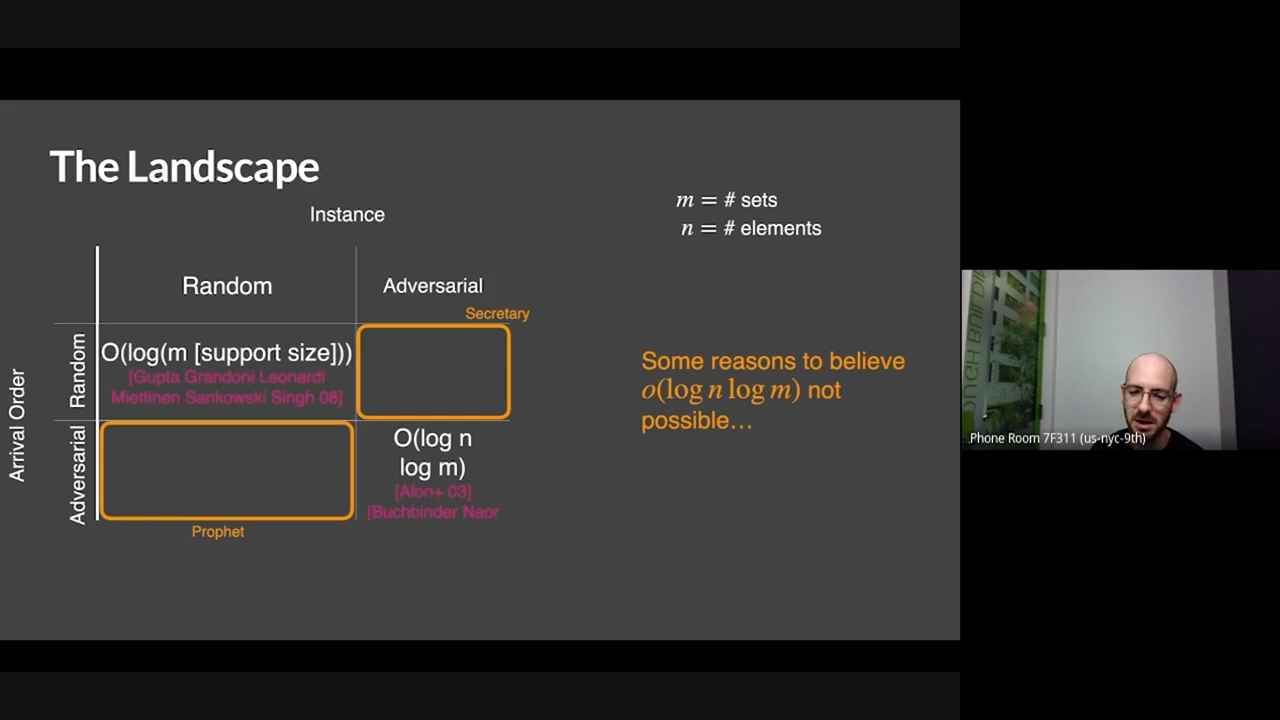 The Landscape
Instance
m = # sets
n = # elements
Random
Adversarial
Secretary
Arrival Order
Random
O(log(m [support size]))
[Gupta Grandoni Leonardi
Miettinen Sankowski Singh 08]
Some reasons to believe
o(log n log m) not
possible…
Adversarial
O(log n
log m)
[Alon+ 03]
[Buchbinder Naor
Prophet
Phone Room 7F311 (us-nyc-9th)